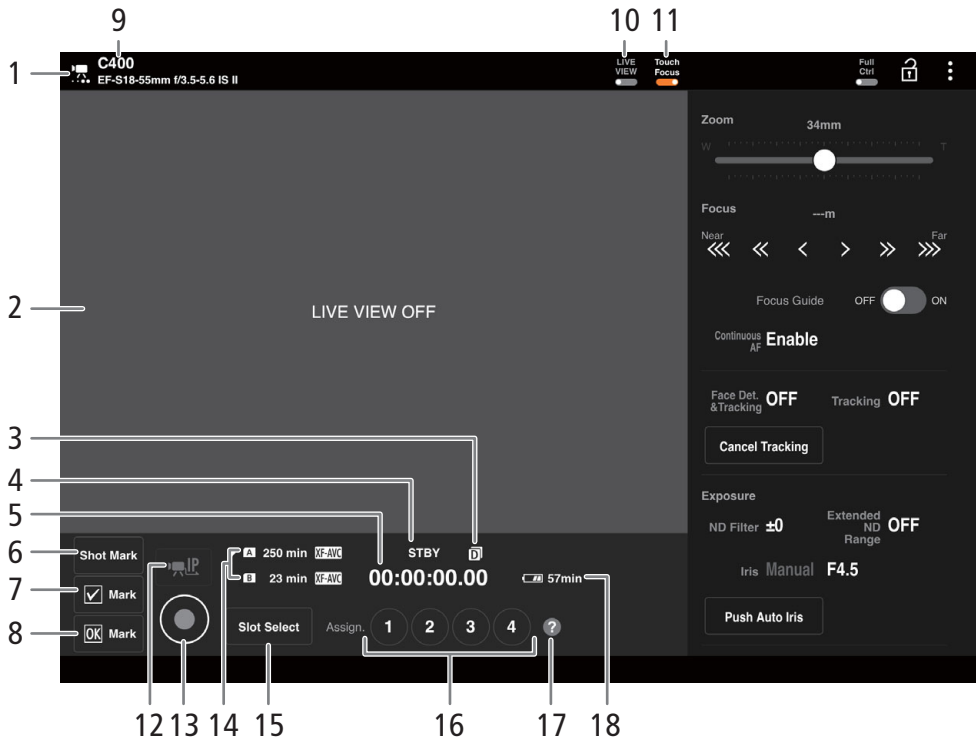 9 10 11
1 C400 LIVE VIEW Touch Focus Full Ctrl
EF-S18-55mm f/3.5-5.6 IS II
Zoom 34mm
W T
Focus ---m
Near Far
2 LIVE VIEW OFF
Focus Guide OFF ON
Continuous AF Enable
Face Det. &Tracking OFF Tracking OFF
Cancel Tracking
3
4
5
Exposure
ND Filter ±0 Extended ND Range OFF
Iris Manual F4.5
Push Auto Iris
6 Shot Mark
7 Mark
8 OK Mark
IP
A 250 min XF-AVC STBY D
B 23 min XF-AVC 00:00:00.00 57min
Slot Select Assign. 1 2 3 4 ?
12 13 14 15 16 17 18